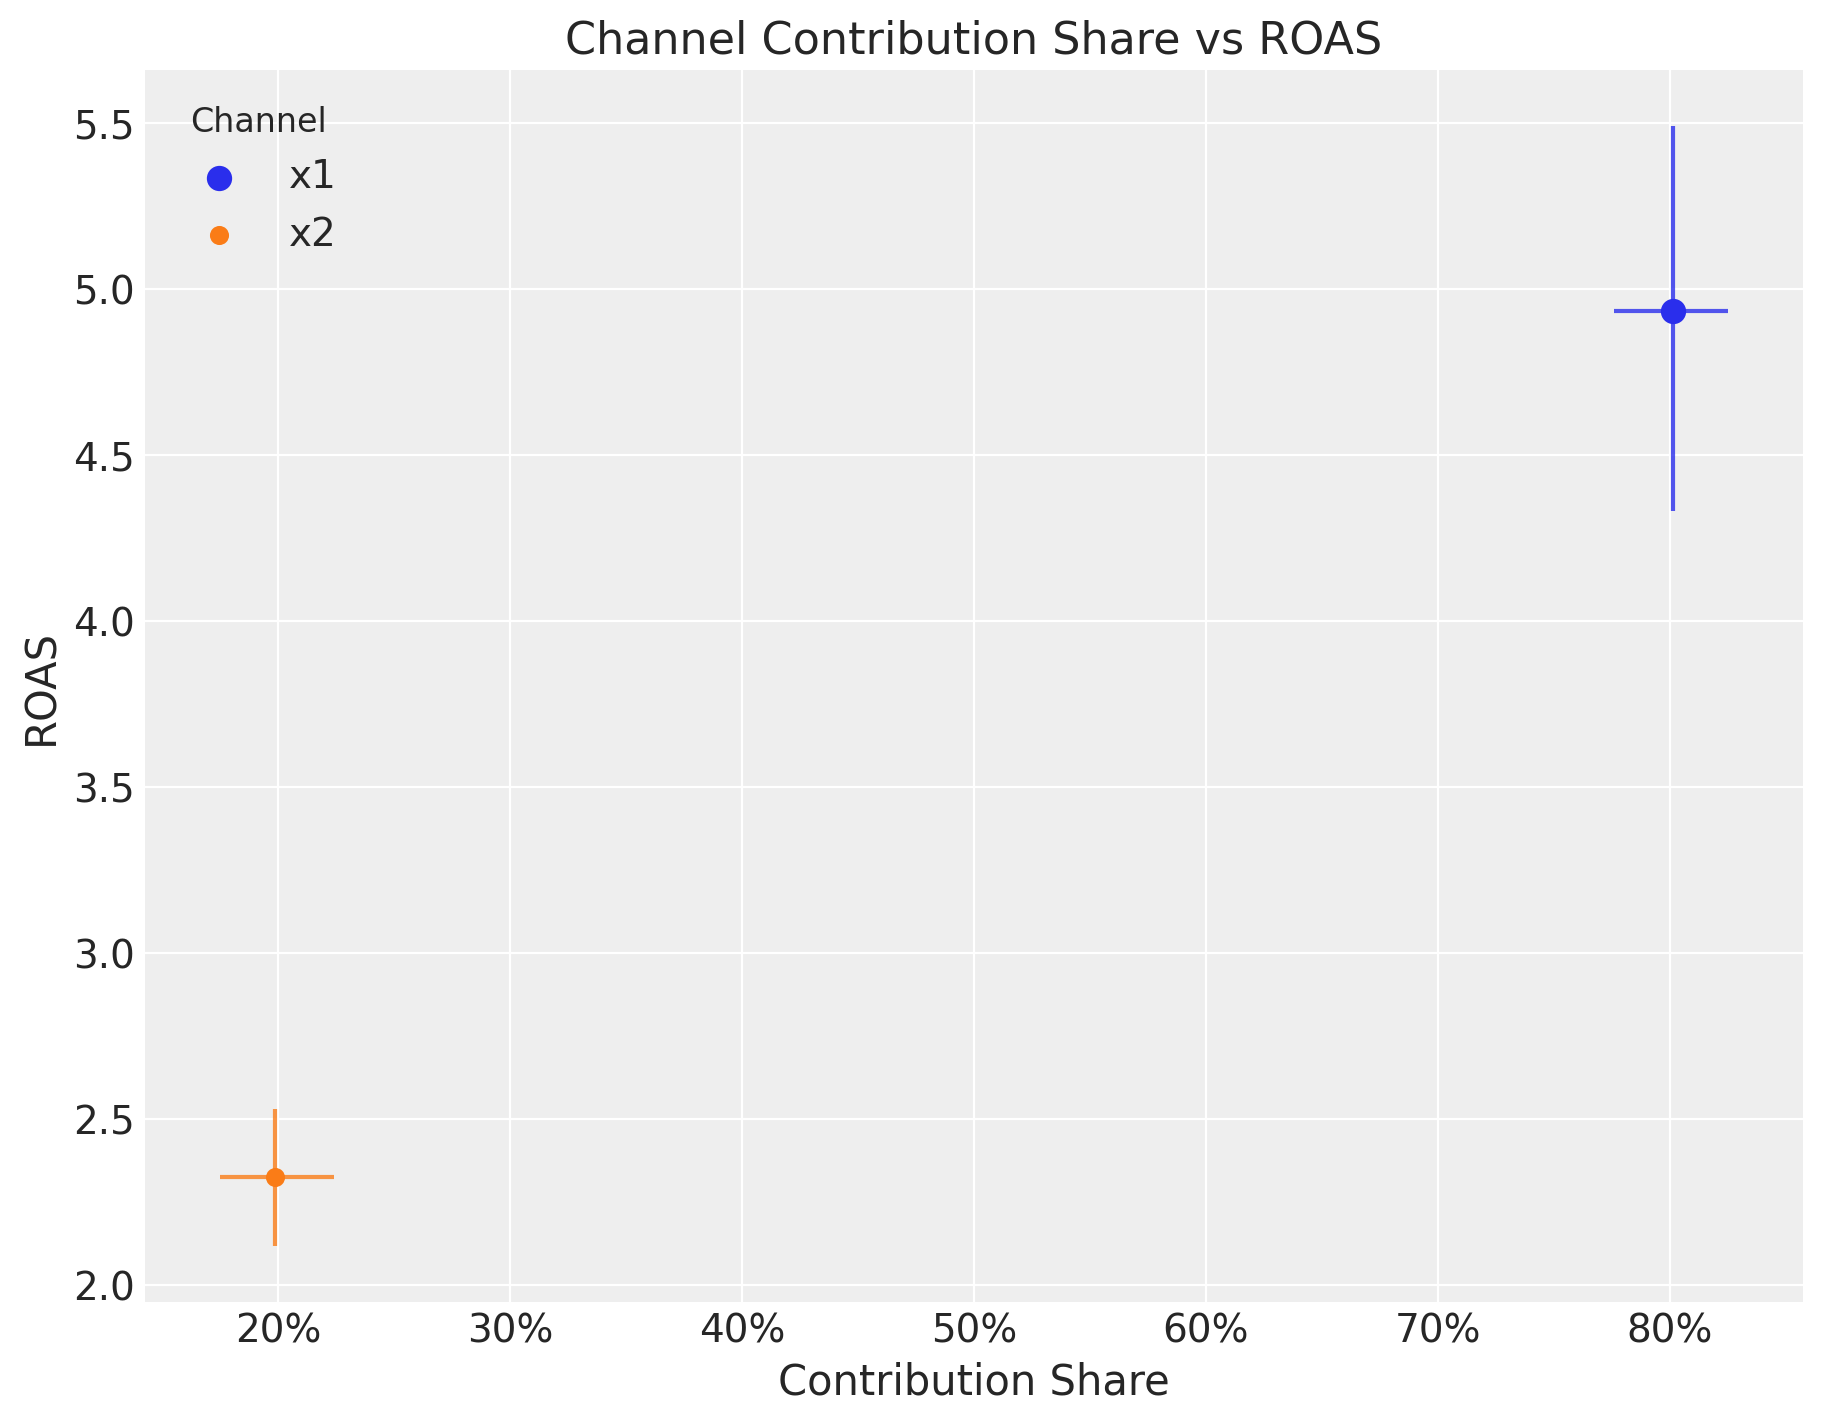 Channel Contribution Share vs ROAS
Channel
x1
x2
5.5
5.0
4.5
4.0
3.5
3.0
2.5
2.0
ROAS
20% 30% 40% 50% 60% 70% 80%
Contribution Share